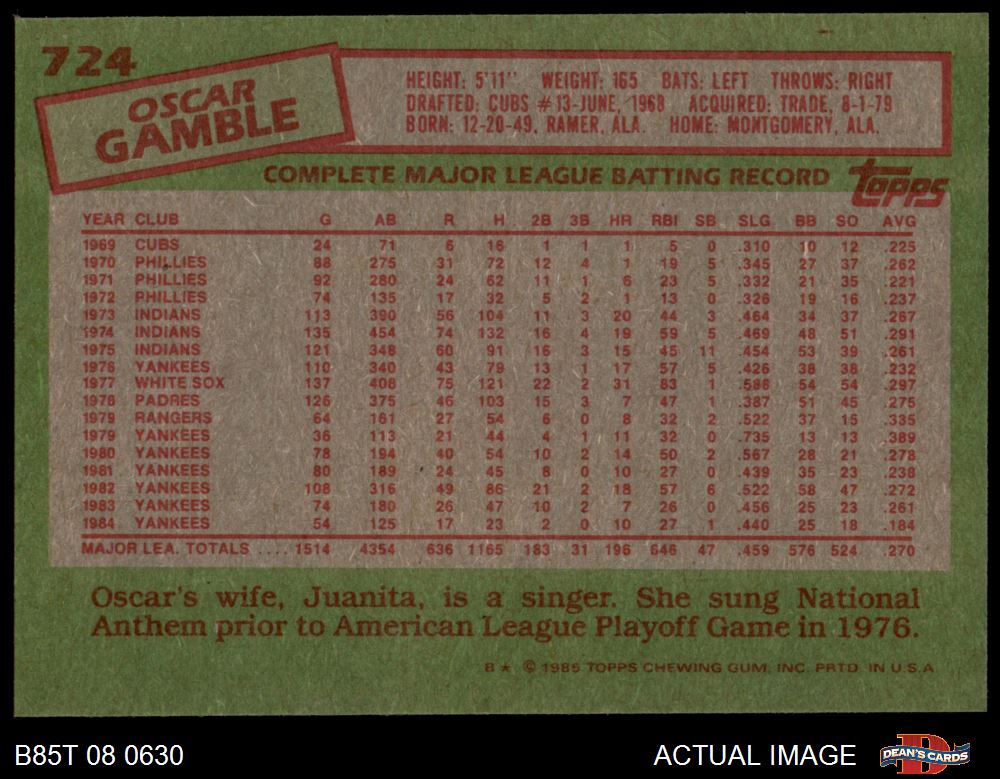 724
OSCAR
GAMBLE
HEIGHT: 5'11" WEIGHT: 165 BATS: LEFT THROWS: RIGHT
DRAFTED: CUBS #13-JUNE, 1968 ACQUIRED: TRADE, 8-1-79
BORN: 12-20-49, RAMER, ALA. HOME: MONTGOMERY, ALA.
COMPLETE MAJOR LEAGUE BATTING RECORD
topps
YEAR CLUB G AB R H 2B 3B HR RBI SB SLG BB SO AVG
1969 CUBS 24 71 6 16 1 1 1 5 0 .310 10 12 .225
1970 PHILLIES 88 275 31 72 12 4 1 19 5 .345 27 37 .262
1971 PHILLIES 92 280 24 62 11 1 6 23 5 .332 21 35 .221
1972 PHILLIES 74 135 17 32 5 2 1 13 0 .326 19 16 .237
1973 INDIANS 113 390 56 104 11 3 20 44 3 .464 34 37 .267
1974 INDIANS 135 454 74 132 16 4 19 59 5 .469 48 51 .291
1975 INDIANS 121 348 60 91 16 3 15 45 11 .454 53 39 .261
1976 YANKEES 110 340 43 79 13 1 17 57 5 .426 38 38 .232
1977 WHITE SOX 137 408 75 121 22 2 31 83 1 .588 54 54 .297
1978 PADRES 126 375 46 103 15 3 7 47 1 .387 51 45 .275
1979 RANGERS 64 161 27 54 6 0 8 32 2 .522 37 15 .335
1979 YANKEES 36 113 21 44 4 1 11 32 0 .735 13 13 .389
1980 YANKEES 78 194 40 54 10 2 14 50 2 .567 28 21 .278
1981 YANKEES 80 189 24 45 8 0 10 27 0 .439 35 23 .238
1982 YANKEES 108 316 49 86 21 2 18 57 6 .522 58 47 .272
1983 YANKEES 74 180 26 47 10 2 7 26 0 .456 25 23 .261
1984 YANKEES 54 125 17 23 2 0 10 27 1 .440 25 18 .184
MAJOR LEA. TOTALS .... 1514 4354 636 1165 183 31 196 646 47 .459 576 524 .270
Oscar's wife, Juanita, is a singer. She sung National
Anthem prior to American League Playoff Game in 1976.
B★ © 1985 TOPPS CHEWING GUM, INC. PRTD. IN U.S.A.
B85T 08 0630
ACTUAL IMAGE
DEAN'S CARDS